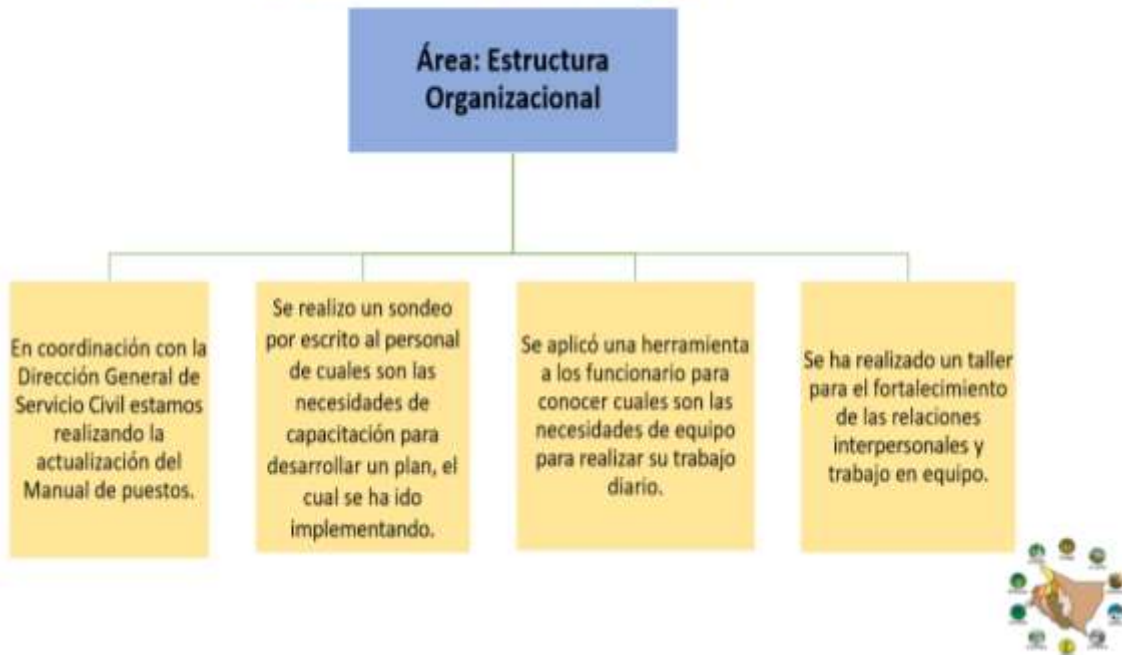 Área: Estructura
Organizacional
En coordinación con la
Dirección General de
Servicio Civil estamos
realizando la
actualización del
Manual de puestos.
Se realizo un sondeo
por escrito al personal
de cuales son las
necesidades de
capacitación para
desarrollar un plan, el
cual se ha ido
implementando.
Se aplicó una herramienta
a los funcionario para
conocer cuales son las
necesidades de equipo
para realizar su trabajo
diario.
Se ha realizado un taller
para el fortalecimiento
de las relaciones
interpersonales y
trabajo en equipo.